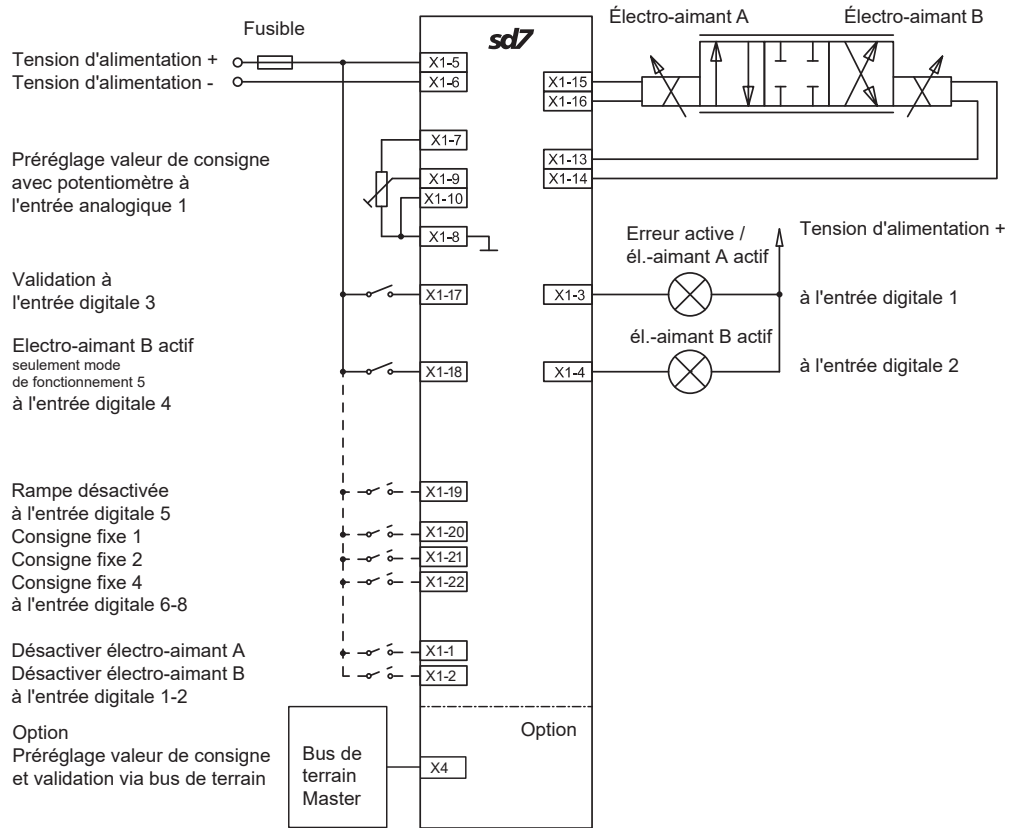 Électro-aimant A
Électro-aimant B
Fusible
sd7
Tension d'alimentation +
X1-5
Tension d'alimentation -
X1-6
X1-15
X1-16
X1-7
Préréglage valeur de consigne
avec potentiomètre à
l'entrée analogique 1
X1-9
X1-10
X1-8
X1-13
X1-14
Erreur active /
él.-aimant A actif
Tension d'alimentation +
Validation à
l'entrée digitale 3
X1-17
X1-3
à l'entrée digitale 1
Electro-aimant B actif
seulement mode
de fonctionnement 5
à l'entrée digitale 4
X1-18
él.-aimant B actif
X1-4
à l'entrée digitale 2
Rampe désactivée
à l'entrée digitale 5
X1-19
Consigne fixe 1
X1-20
Consigne fixe 2
X1-21
Consigne fixe 4
X1-22
à l'entrée digitale 6-8
Désactiver électro-aimant A
X1-1
Désactiver électro-aimant B
X1-2
à l'entrée digitale 1-2
Option
Préréglage valeur de consigne
et validation via bus de terrain
Bus de
terrain
Master
X4
Option